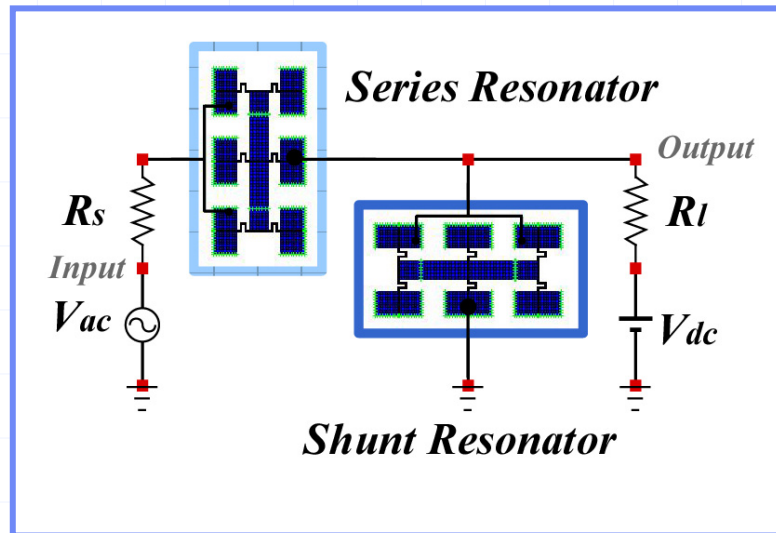 Series Resonator
Output
Rs
Rl
Input
Vac
Vdc
Shunt Resonator